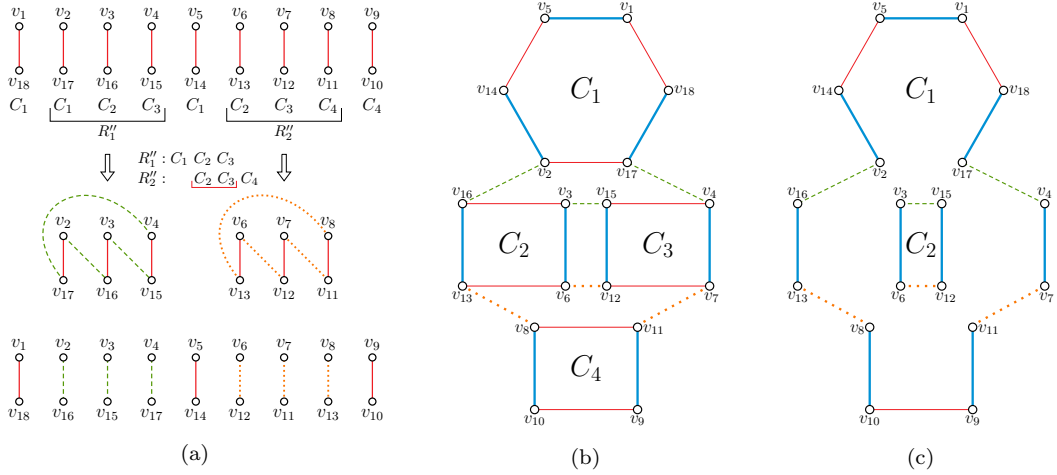 v1 v2 v3 v4 v5 v6 v7 v8 v9
v18 v17 v16 v15 v14 v13 v12 v11 v10
C1 C1 C2 C3 C1 C2 C3 C4 C4
R''1 R''2
R''1 : C1 C2 C3
R''2 : C2 C3 C4
v2 v3 v4 v6 v7 v8
v17 v16 v15 v13 v12 v11
v1 v2 v3 v4 v5 v6 v7 v8 v9
v18 v16 v15 v17 v14 v12 v11 v13 v10
(a)
v5 v1
v14 C1 v18
v2 v17
v16 v3 v15 v4
C2 C3
v13 v6 v12 v7
v8 v11
C4
v10 v9
(b)
v5 v1
v14 C1 v18
v2 v17
v16 v3 v15 v4
C2
v13 v6 v12 v7
v8 v11
v10 v9
(c)